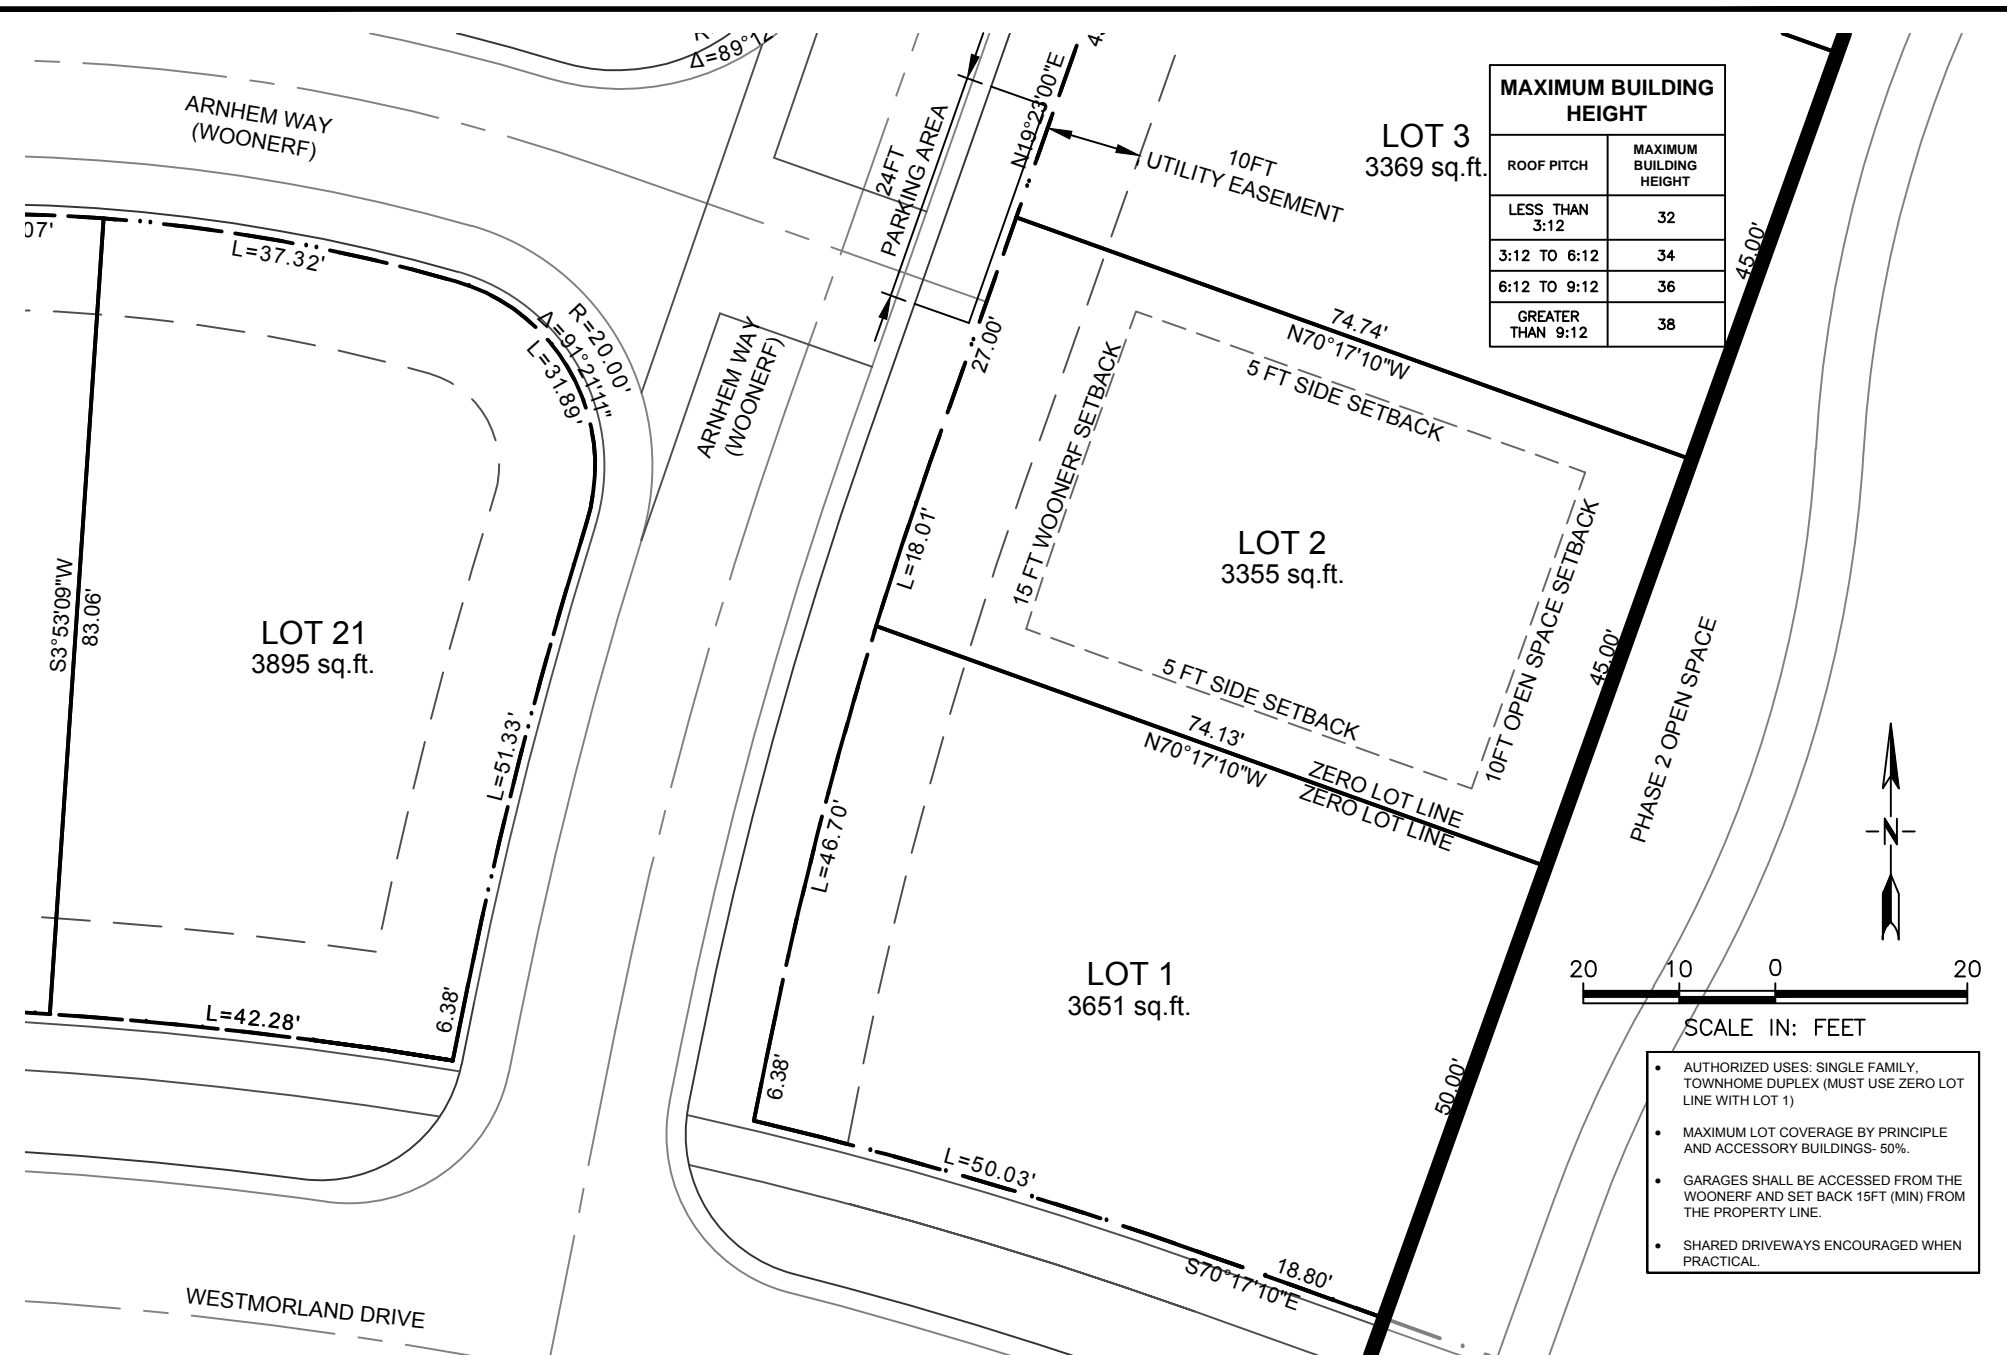 Δ=89°12
ARNHEM WAY
(WOONERF)
07'
L=37.32'
R=20.00'
Δ=91°21'11"
L=31.89'
24FT
PARKING AREA
N19°23'00"E
10FT
UTILITY EASEMENT
LOT 3
3369 sq.ft.
MAXIMUM BUILDING
HEIGHT
ROOF PITCH
MAXIMUM
BUILDING
HEIGHT
LESS THAN
3:12
32
3:12 TO 6:12
34
6:12 TO 9:12
36
GREATER
THAN 9:12
38
45.00'
ARNHEM WAY
(WOONERF)
27.00'
74.74'
N70°17'10"W
5 FT SIDE SETBACK
15 FT WOONERF SETBACK
LOT 2
3355 sq.ft.
10FT OPEN SPACE SETBACK
L=18.01'
45.00'
PHASE 2 OPEN SPACE
S3°53'09"W
83.06'
LOT 21
3895 sq.ft.
L=51.33'
5 FT SIDE SETBACK
74.13'
N70°17'10"W
ZERO LOT LINE
ZERO LOT LINE
L=46.70'
LOT 1
3651 sq.ft.
L=42.28'
6.38'
6.38'
50.00'
L=50.03'
18.80'
S70°17'10"E
WESTMORLAND DRIVE
N
20 10 0 20
SCALE IN: FEET
• AUTHORIZED USES: SINGLE FAMILY,
TOWNHOME DUPLEX (MUST USE ZERO LOT
LINE WITH LOT 1)
• MAXIMUM LOT COVERAGE BY PRINCIPLE
AND ACCESSORY BUILDINGS- 50%.
• GARAGES SHALL BE ACCESSED FROM THE
WOONERF AND SET BACK 15FT (MIN) FROM
THE PROPERTY LINE.
• SHARED DRIVEWAYS ENCOURAGED WHEN
PRACTICAL.